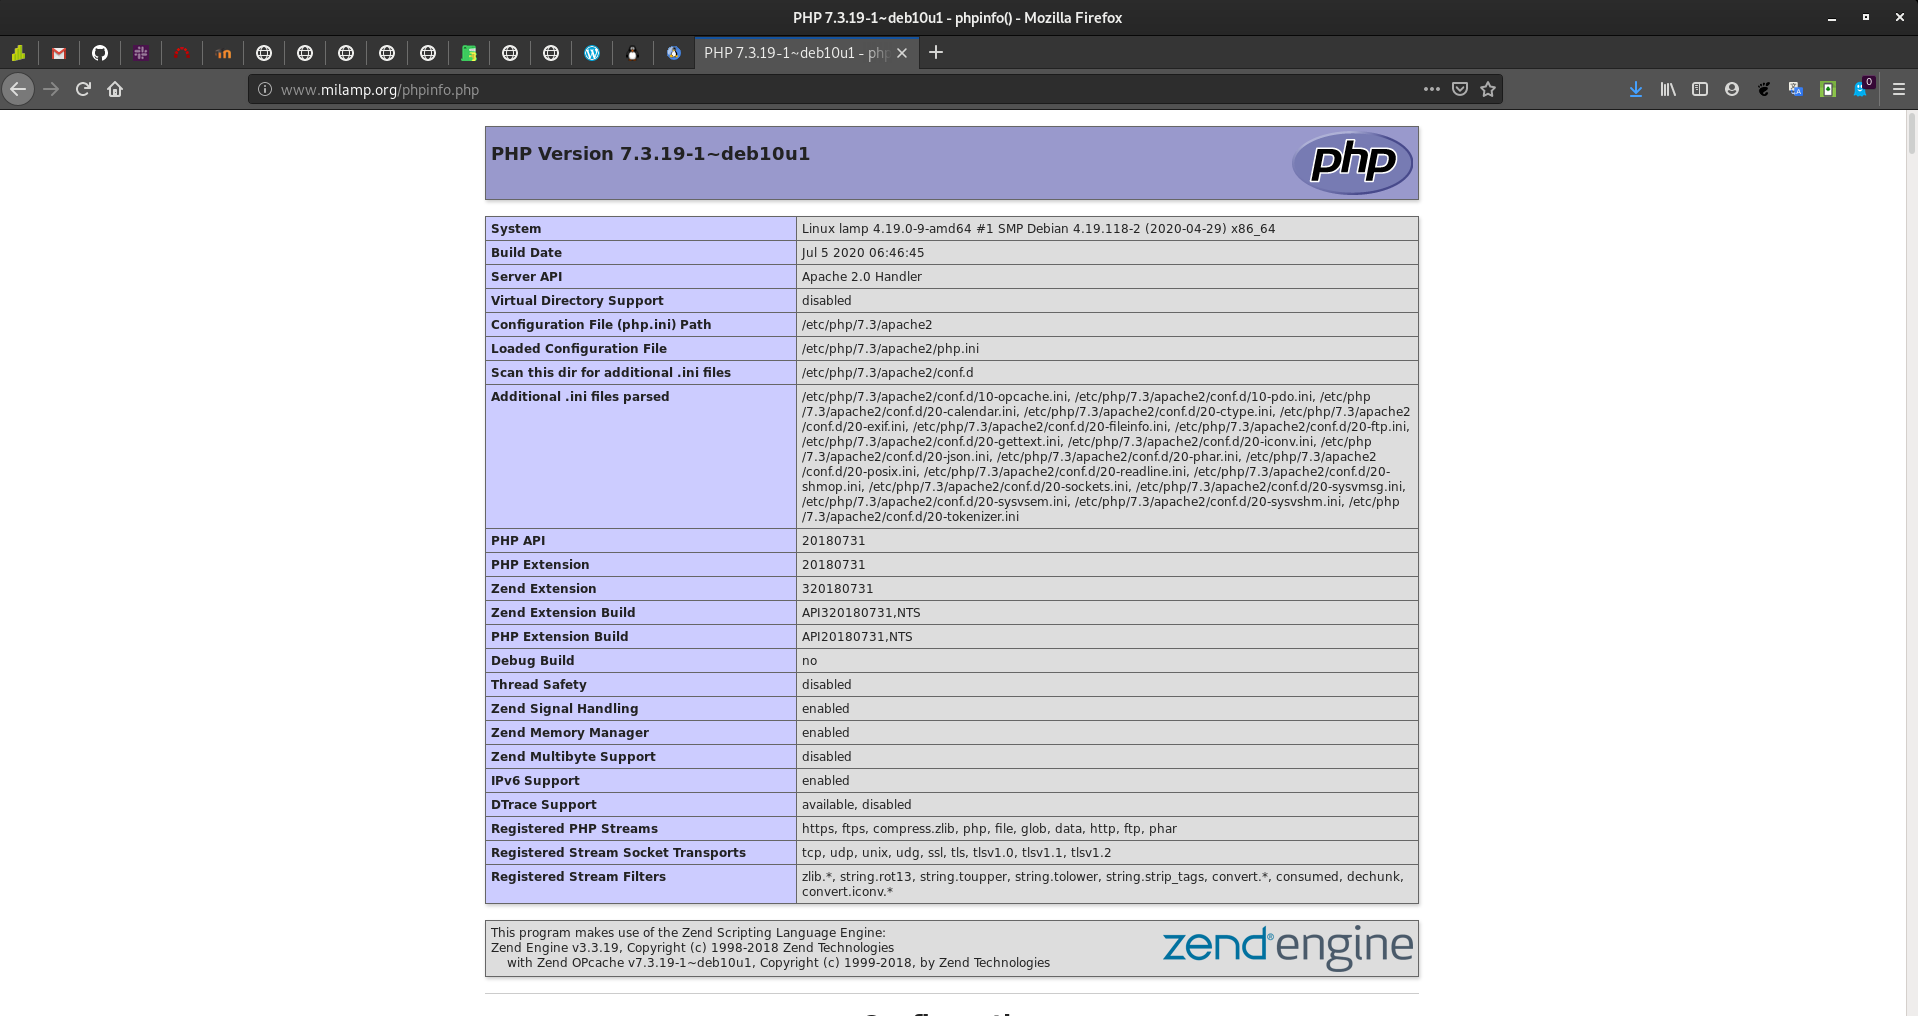 PHP 7.3.19-1~deb10u1 - phpinfo() - Mozilla Firefox
PHP 7.3.19-1~deb10u1 - php
www.milamp.org/phpinfo.php
0
PHP Version 7.3.19-1~deb10u1
php
System Linux lamp 4.19.0-9-amd64 #1 SMP Debian 4.19.118-2 (2020-04-29) x86_64
Build Date Jul 5 2020 06:46:45
Server API Apache 2.0 Handler
Virtual Directory Support disabled
Configuration File (php.ini) Path /etc/php/7.3/apache2
Loaded Configuration File /etc/php/7.3/apache2/php.ini
Scan this dir for additional .ini files /etc/php/7.3/apache2/conf.d
Additional .ini files parsed /etc/php/7.3/apache2/conf.d/10-opcache.ini, /etc/php/7.3/apache2/conf.d/10-pdo.ini, /etc/php
/7.3/apache2/conf.d/20-calendar.ini, /etc/php/7.3/apache2/conf.d/20-ctype.ini, /etc/php/7.3/apache2
/conf.d/20-exif.ini, /etc/php/7.3/apache2/conf.d/20-fileinfo.ini, /etc/php/7.3/apache2/conf.d/20-ftp.ini,
/etc/php/7.3/apache2/conf.d/20-gettext.ini, /etc/php/7.3/apache2/conf.d/20-iconv.ini, /etc/php
/7.3/apache2/conf.d/20-json.ini, /etc/php/7.3/apache2/conf.d/20-phar.ini, /etc/php/7.3/apache2
/conf.d/20-posix.ini, /etc/php/7.3/apache2/conf.d/20-readline.ini, /etc/php/7.3/apache2/conf.d/20-
shmop.ini, /etc/php/7.3/apache2/conf.d/20-sockets.ini, /etc/php/7.3/apache2/conf.d/20-sysvmsg.ini,
/etc/php/7.3/apache2/conf.d/20-sysvsem.ini, /etc/php/7.3/apache2/conf.d/20-sysvshm.ini, /etc/php
/7.3/apache2/conf.d/20-tokenizer.ini
PHP API 20180731
PHP Extension 20180731
Zend Extension 320180731
Zend Extension Build API320180731,NTS
PHP Extension Build API20180731,NTS
Debug Build no
Thread Safety disabled
Zend Signal Handling enabled
Zend Memory Manager enabled
Zend Multibyte Support disabled
IPv6 Support enabled
DTrace Support available, disabled
Registered PHP Streams https, ftps, compress.zlib, php, file, glob, data, http, ftp, phar
Registered Stream Socket Transports tcp, udp, unix, udg, ssl, tls, tlsv1.0, tlsv1.1, tlsv1.2
Registered Stream Filters zlib.*, string.rot13, string.toupper, string.tolower, string.strip_tags, convert.*, consumed, dechunk,
convert.iconv.*
This program makes use of the Zend Scripting Language Engine:
Zend Engine v3.3.19, Copyright (c) 1998-2018 Zend Technologies
with Zend OPcache v7.3.19-1~deb10u1, Copyright (c) 1999-2018, by Zend Technologies
zend® engine